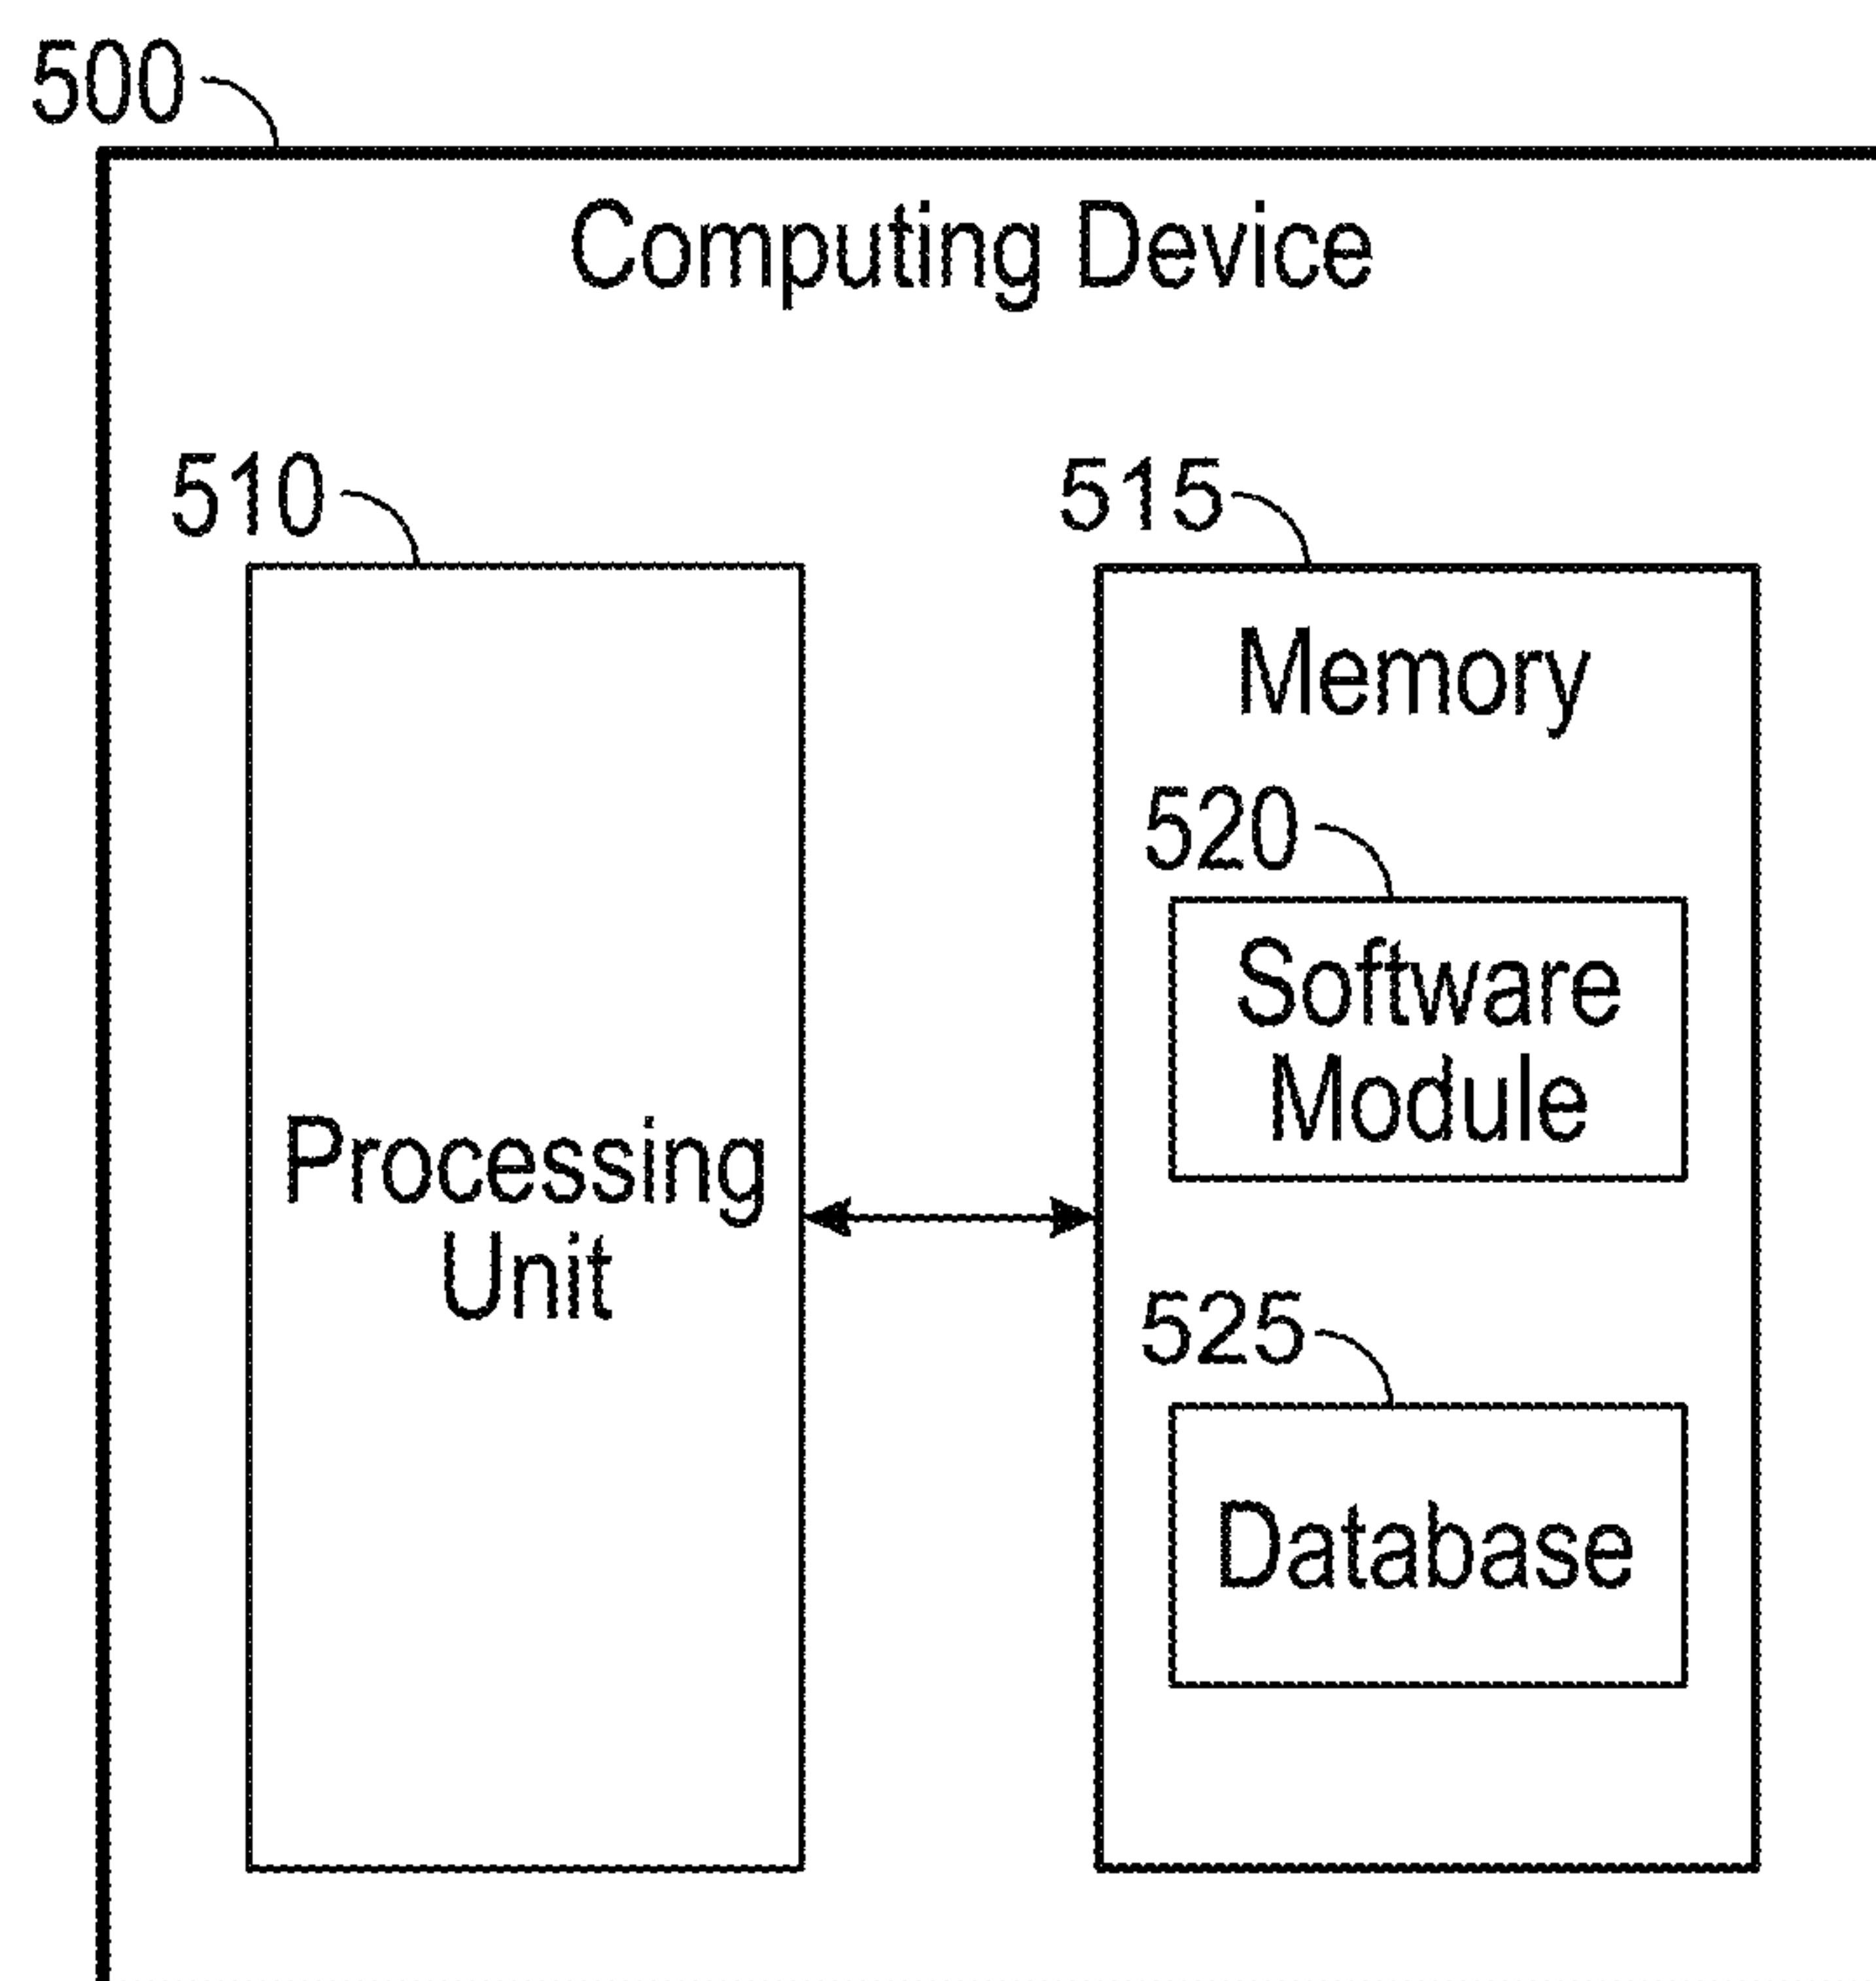 500
Computing Device
510
Processing
Unit
515
Memory
520
Software
Module
525
Database